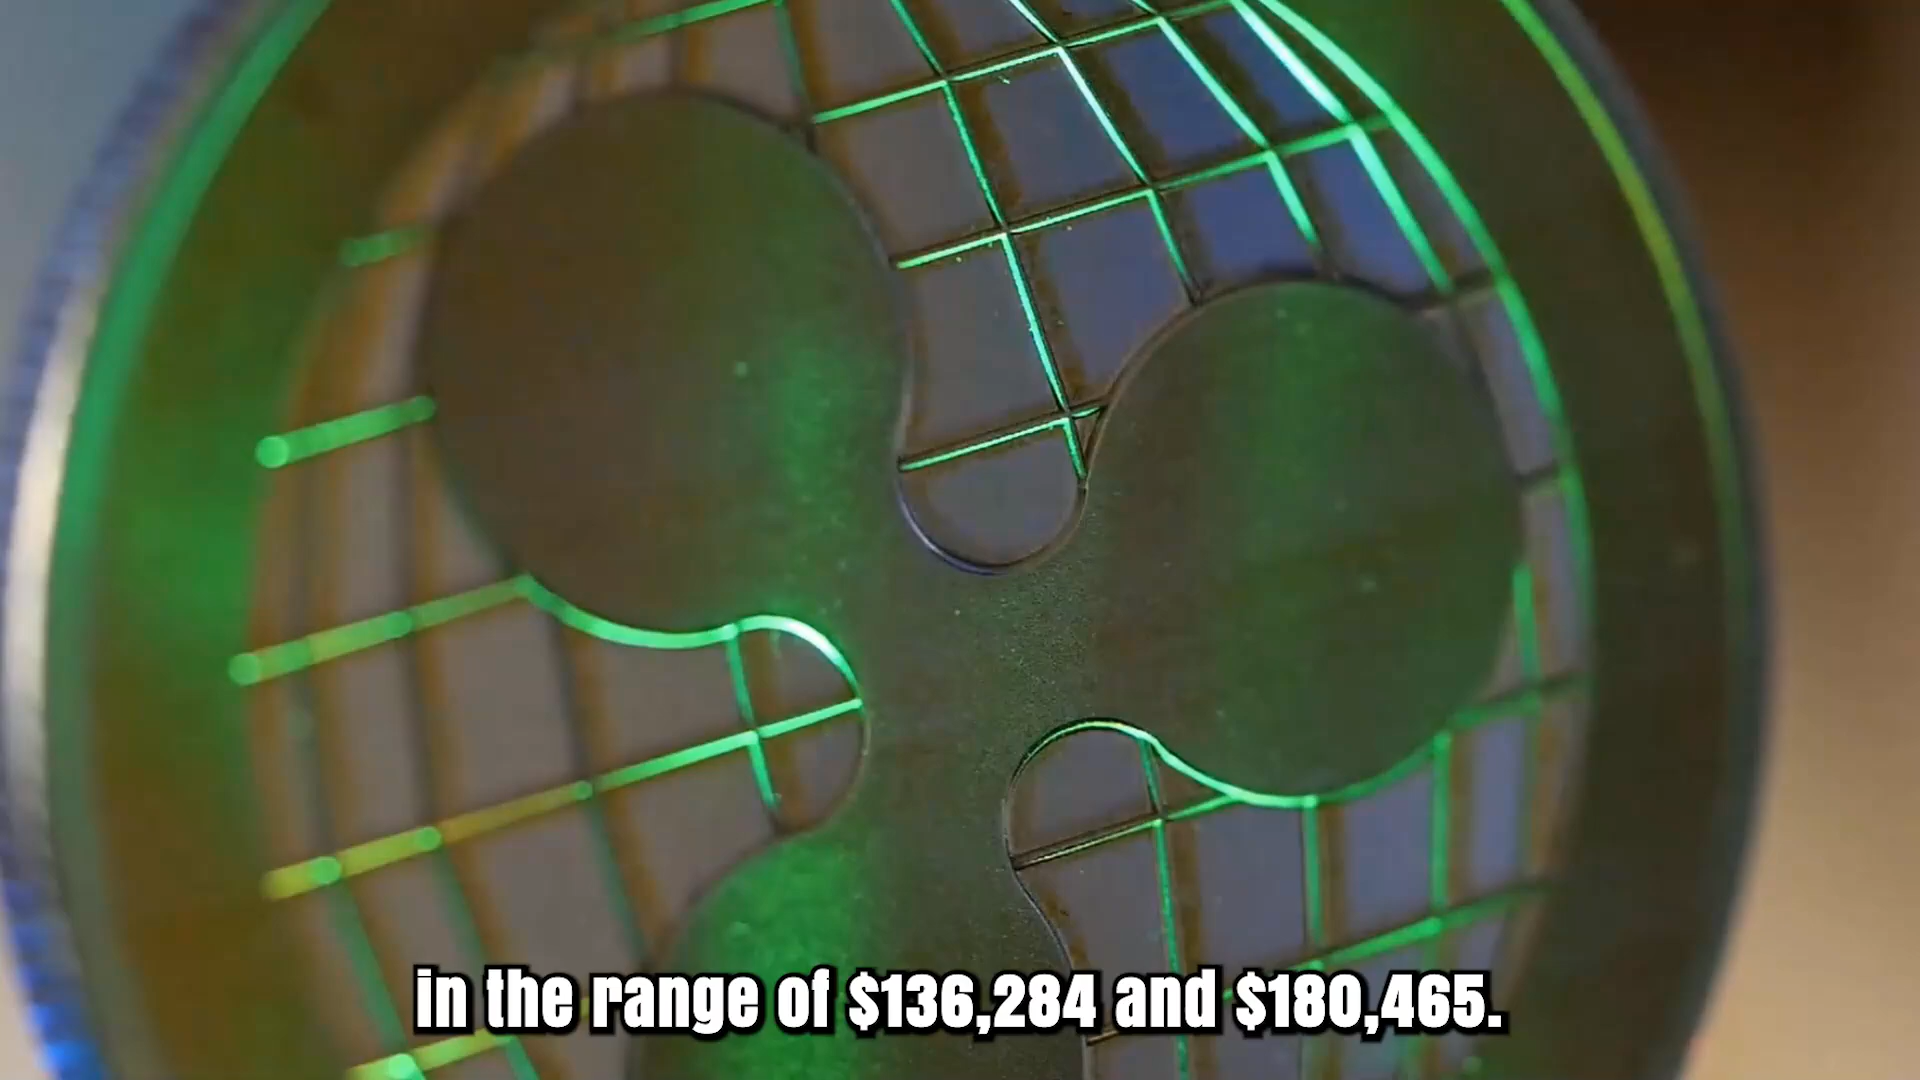 in the range of $136,284 and $180,465.